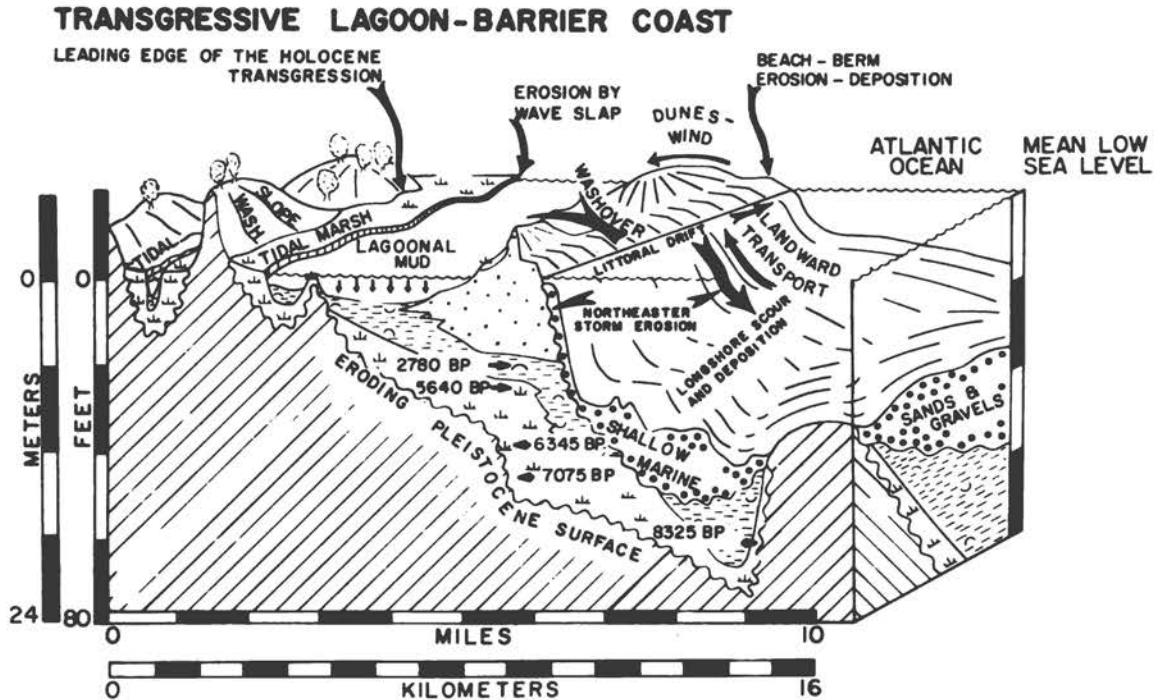 TRANSGRESSIVE LAGOON-BARRIER COAST
LEADING EDGE OF THE HOLOCENE
TRANSGRESSION
EROSION BY
WAVE SLAP
BEACH - BERM
EROSION - DEPOSITION
DUNES-
WIND
ATLANTIC
OCEAN
MEAN LOW
SEA LEVEL
WASHOVER
SLOPE
WASH
TIDAL
TIDAL MARSH
LAGOONAL
MUD
LITTORAL DRIFT
LANDWARD
TRANSPORT
NORTHEASTER
STORM EROSION
LONGSHORE SCOUR
AND DEPOSITION
0
0
METERS
FEET
2780 BP
5640 BP
6345 BP
7075 BP
8325 BP
ERODING PLEISTOCENE SURFACE
SHALLOW
MARINE
SANDS &
GRAVELS
24
80
0
MILES
10
0
KILOMETERS
16